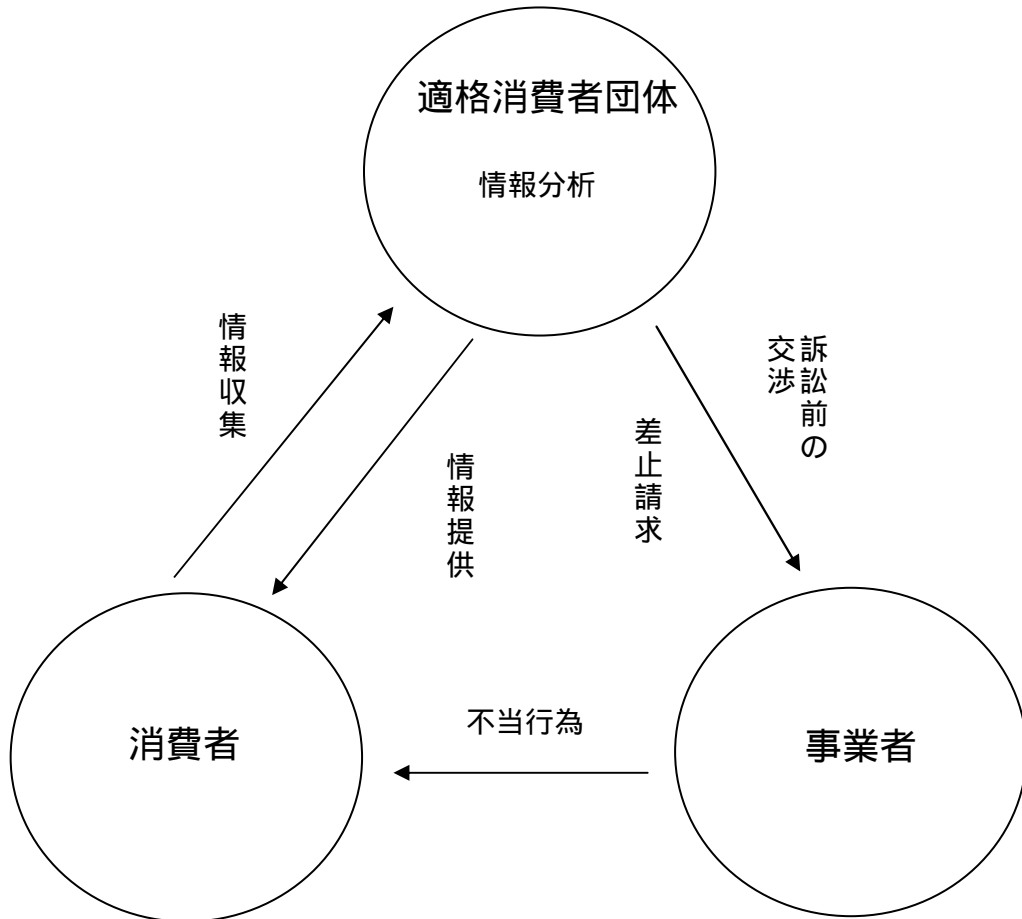 適格消費者団体
情報分析
情報収集
情報提供
差止請求
訴訟前の
交渉
不当行為
消費者
事業者